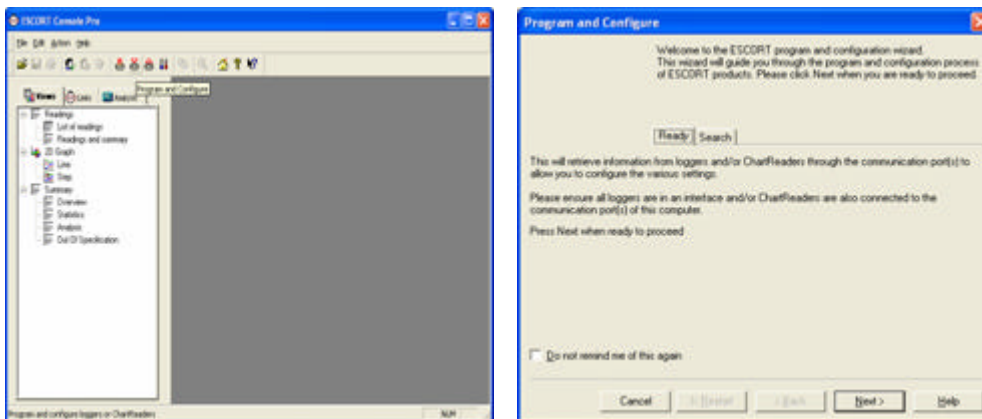 ESCORT Console Pro
File Edit Action Help
Program and Configure
Views Lines Analysis
Readings
List of readings
Readings and summary
2D Graph
Line
Step
Summary
Overview
Statistics
Analysis
Out Of Specification
Program and configure loggers or ChartReaders
NUM
Program and Configure
Welcome to the ESCORT program and configuration wizard.
This wizard will guide you through the program and configuration process
of ESCORT products. Please click Next when you are ready to proceed.
Ready Search
This will retrieve information from loggers and/or ChartReaders through the communication port(s) to
allow you to configure the various settings.
Please ensure all loggers are in an interface and/or ChartReaders are also connected to the
communication port(s) of this computer.
Press Next when ready to proceed
Do not remind me of this again
Cancel < Back Next > Help